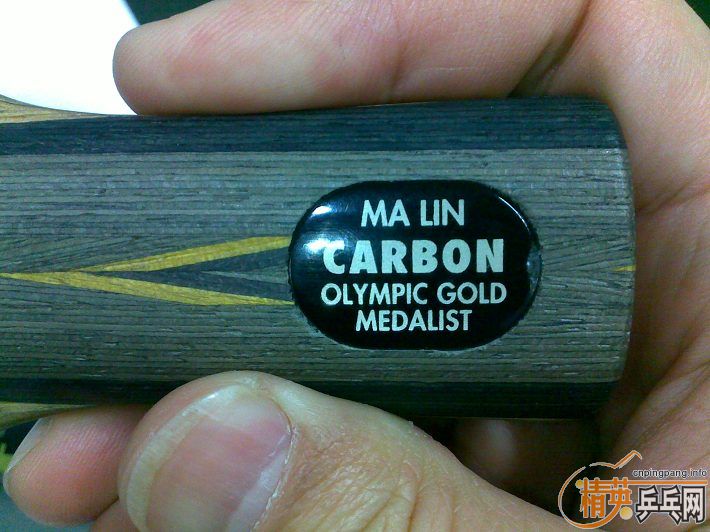 MA LIN
CARBON
OLYMPIC GOLD
MEDALIST
cnpingpang.info
精英乒乓网